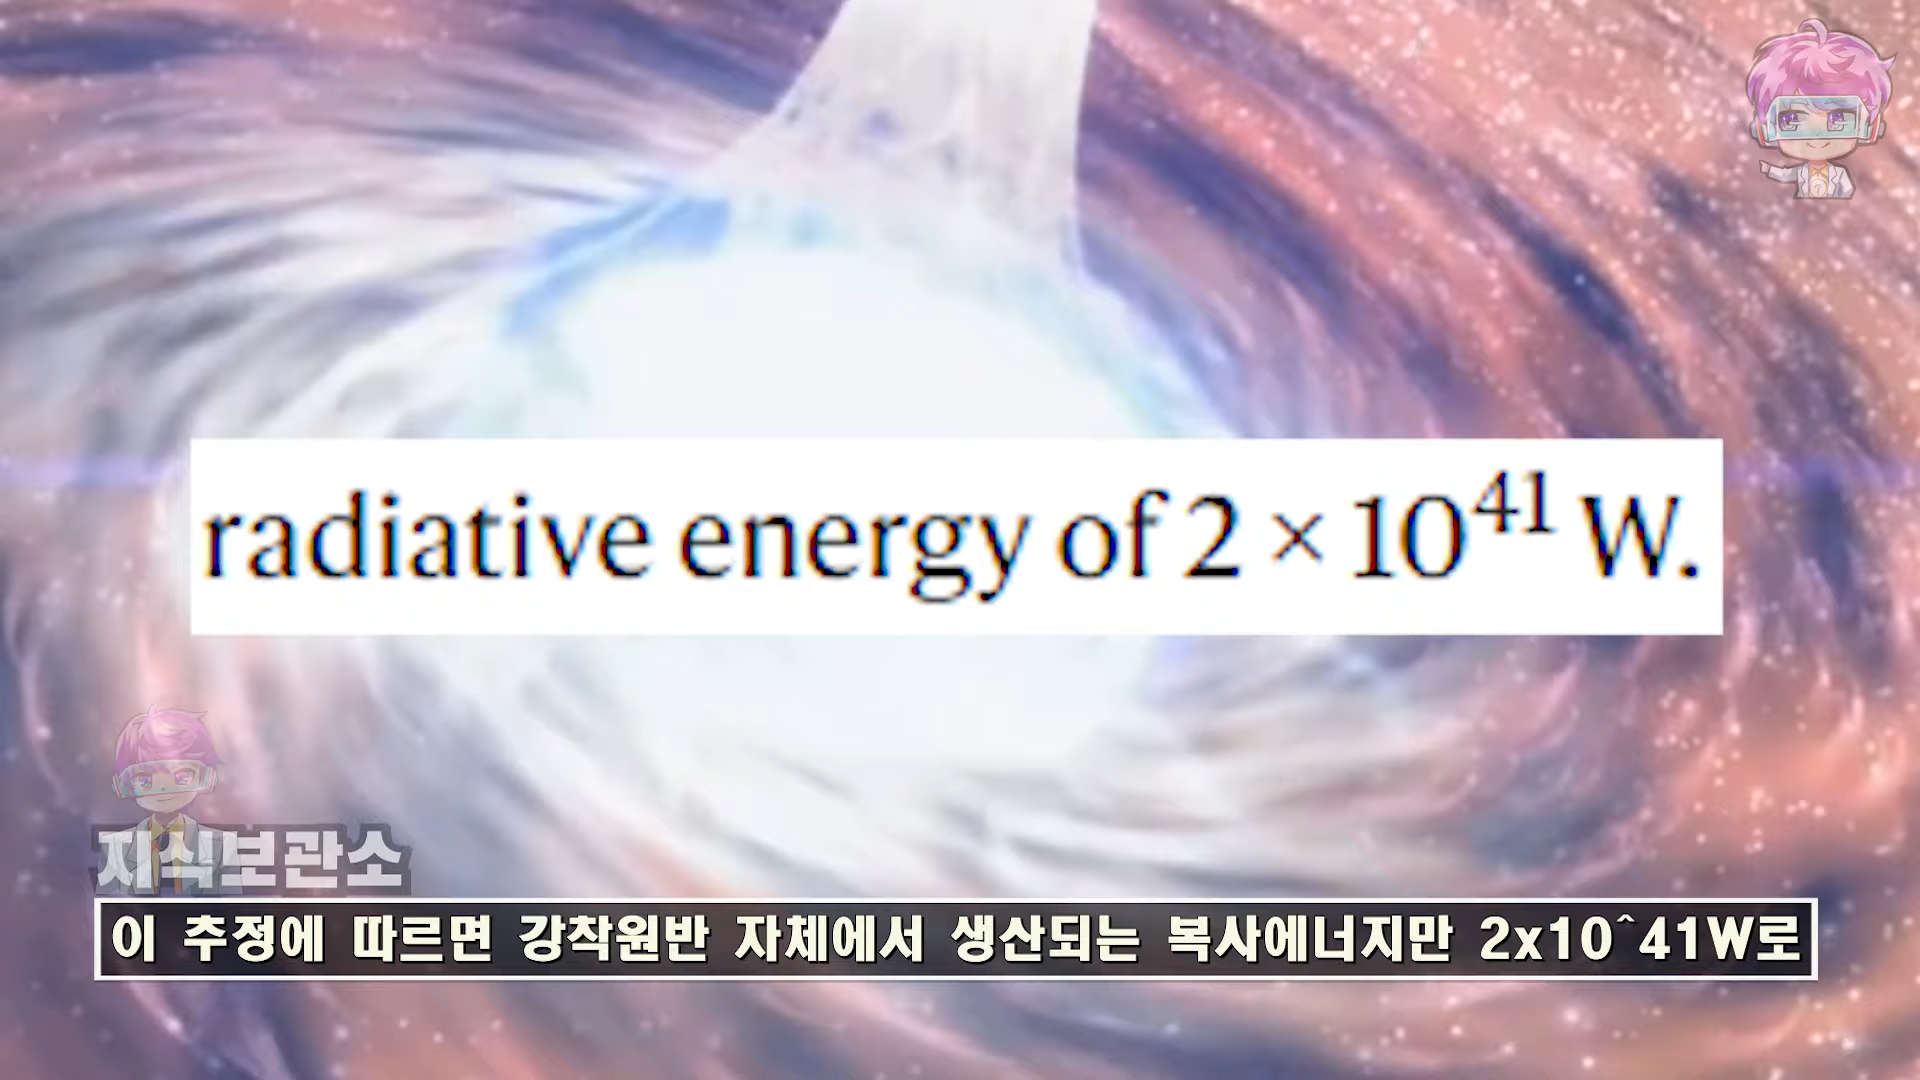 radiative energy of 2 × 10⁴¹ W.
지식보관소
이 추정에 따르면 강착원반 자체에서 생산되는 복사에너지만 2x10^41W로